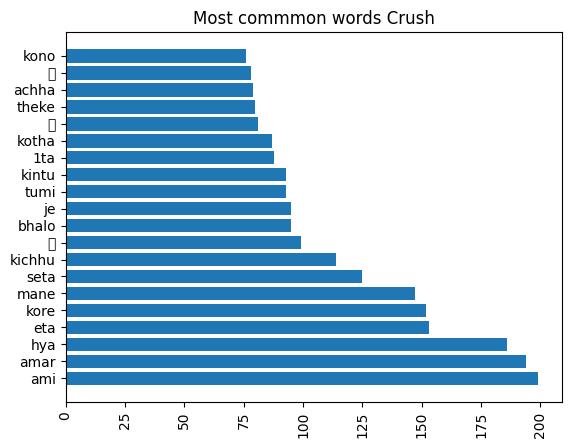 Most commmon words Crush
kono
achha
theke
kotha
1ta
kintu
tumi
je
bhalo
kichhu
seta
mane
kore
eta
hya
amar
ami
0
25
50
75
100
125
150
175
200